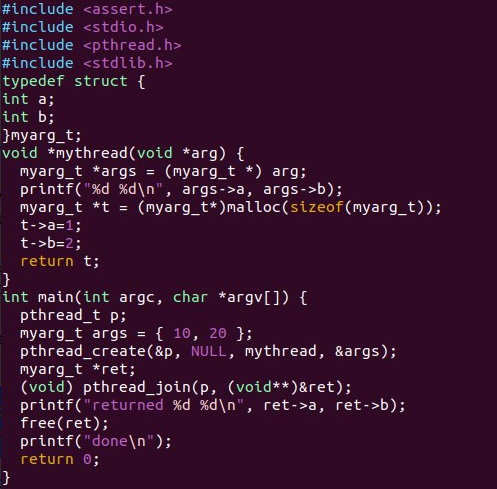 #include <assert.h>
#include <stdio.h>
#include <pthread.h>
#include <stdlib.h>
typedef struct {
int a;
int b;
}myarg_t;
void *mythread(void *arg) {
  myarg_t *args = (myarg_t *) arg;
  printf("%d %d\n", args->a, args->b);
  myarg_t *t = (myarg_t*)malloc(sizeof(myarg_t));
  t->a=1;
  t->b=2;
  return t;
}
int main(int argc, char *argv[]) {
  pthread_t p;
  myarg_t args = { 10, 20 };
  pthread_create(&p, NULL, mythread, &args);
  myarg_t *ret;
  (void) pthread_join(p, (void**)&ret);
  printf("returned %d %d\n", ret->a, ret->b);
  free(ret);
  printf("done\n");
  return 0;
}